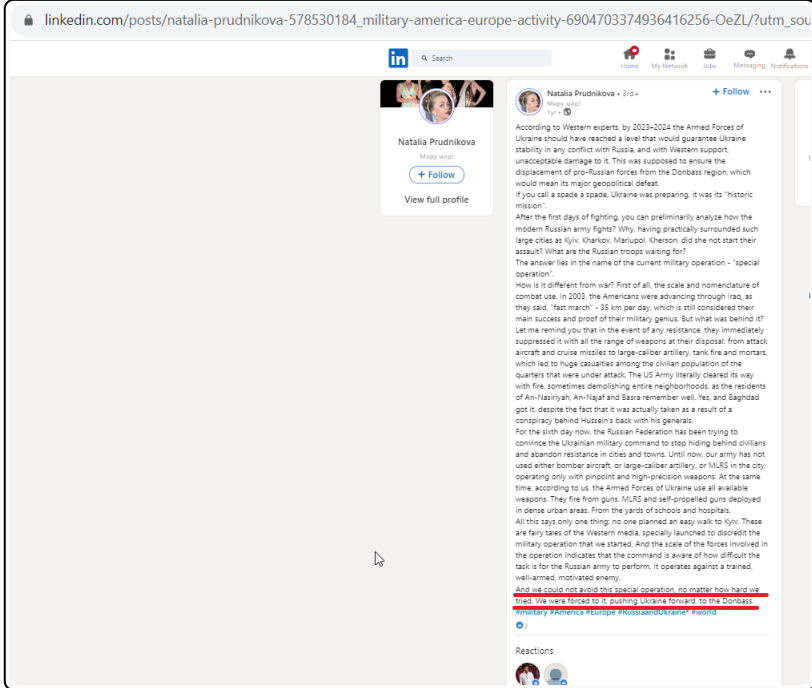 linkedin.com/posts/natalia-prudnikova-578530184_military-america-europe-activity-6904703374936416256-OeZL/?utm_sou
in
Search
Home
My Network
Jobs
Messaging
Notifications
Natalia Prudnikova
Миру мир!
+ Follow
View full profile
Natalia Prudnikova • 3rd+
Миру мир!
1yr •
+ Follow
According to Western experts, by 2023–2024 the Armed Forces of
Ukraine should have reached a level that would guarantee Ukraine
stability in any conflict with Russia, and with Western support,
unacceptable damage to it. This was supposed to ensure the
displacement of pro-Russian forces from the Donbass region, which
would mean its major geopolitical defeat.
If you call a spade a spade, Ukraine was preparing, it was its "historic
mission".
After the first days of fighting, you can preliminarily analyze how the
modern Russian army fights? Why, having practically surrounded such
large cities as Kyiv, Kharkov, Mariupol, Kherson, did she not start their
assault? What are the Russian troops waiting for?
The answer lies in the name of the current military operation - "special
operation".
How is it different from war? First of all, the scale and nomenclature of
combat use. In 2003, the Americans were advancing through Iraq, as
they said, "fast march" - 35 km per day, which is still considered their
main success and proof of their military genius. But what was behind it?
Let me remind you that in the event of any resistance, they immediately
suppressed it with all the range of weapons at their disposal: from attack
aircraft and cruise missiles to large-caliber artillery, tank fire and mortars,
which led to huge casualties among the civilian population of the
quarters that were under attack. The US Army literally cleared its way
with fire, sometimes demolishing entire neighborhoods, as the residents
of An-Nasiriyah, An-Najaf and Basra remember well. Yes, and Baghdad
got it, despite the fact that it was actually taken as a result of a
conspiracy behind Hussein's back with his generals.
For the sixth day now, the Russian Federation has been trying to
convince the Ukrainian military command to stop hiding behind civilians
and abandon resistance in cities and towns. Until now, our army has not
used either bomber aircraft, or large-caliber artillery, or MLRS in the city,
operating only with pinpoint and high-precision weapons. At the same
time, according to us, the Armed Forces of Ukraine use all available
weapons. They fire from guns, MLRS and self-propelled guns deployed
in dense urban areas. From the yards of schools and hospitals.
All this says only one thing: no one planned an easy walk to Kyiv. These
are fairy tales of the Western media, specially launched to discredit the
military operation that we started. And the scale of the forces involved in
the operation indicates that the command is aware of how difficult the
task is for the Russian army to perform. It operates against a trained,
well-armed, motivated enemy.
And we could not avoid this special operation, no matter how hard we
tried. We were forced to it, pushing Ukraine forward, to the Donbass.
#military #America #Europe #RussiaandUkraine* #world
2
Reactions